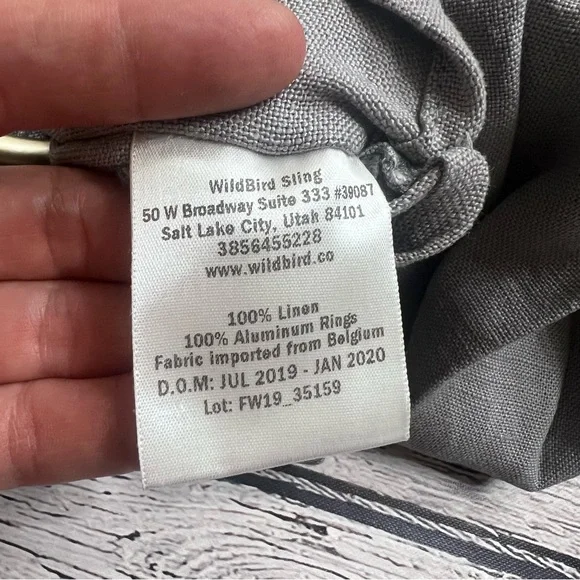 WildBird Sling
50 W Broadway Suite 333 #39087
Salt Lake City, Utah 84101
3856455228
www.wildbird.co
100% Linen
100% Aluminum Rings
Fabric imported from Belgium
D.O.M: JUL 2019 - JAN 2020
Lot: FW19_35159